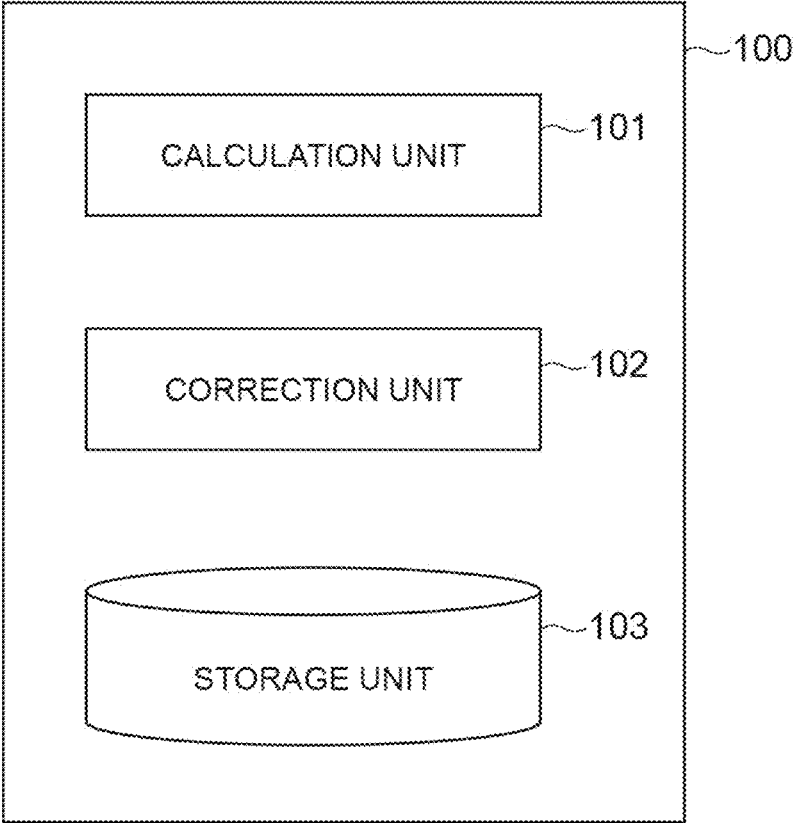 100
CALCULATION UNIT
101
CORRECTION UNIT
102
STORAGE UNIT
103